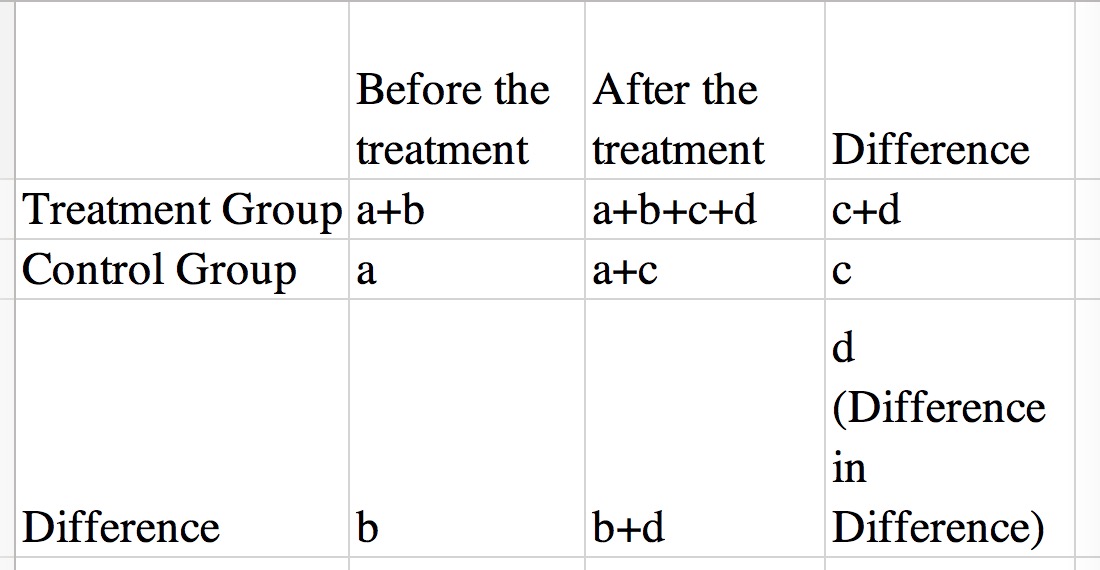 Before the After the
treatment treatment Difference
Treatment Group a+b a+b+c+d c+d
Control Group a a+c c
d
(Difference
in
Difference b b+d Difference)